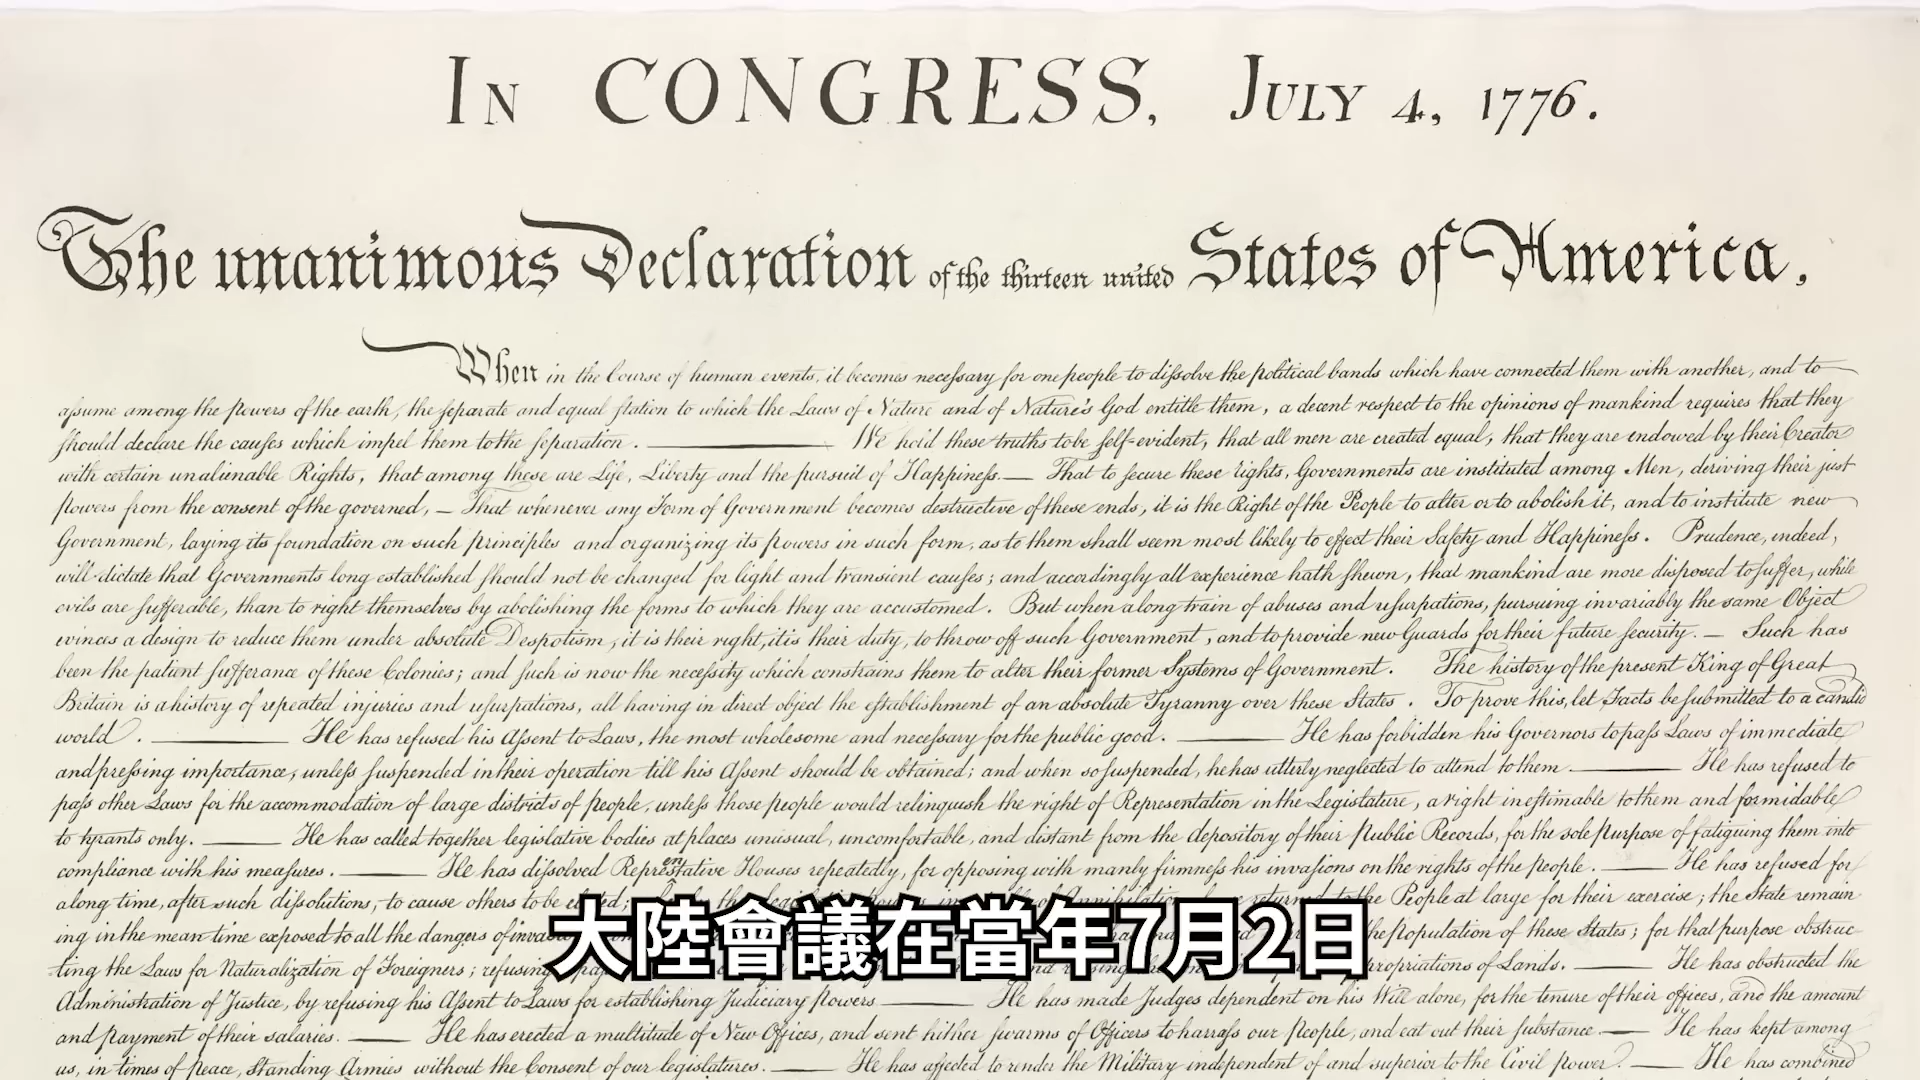 IN CONGRESS, JULY 4, 1776.
The unanimous Declaration of the thirteen united States of America,
When in the Course of human events, it becomes necessary for one people to dissolve the political bands which have connected them with another, and to
assume among the powers of the earth, the separate and equal station to which the Laws of Nature and of Nature's God entitle them, a decent respect to the opinions of mankind requires that they
should declare the causes which impel them to the separation. We hold these truths to be self-evident, that all men are created equal, that they are endowed by their Creator
with certain unalienable Rights, that among these are Life, Liberty and the pursuit of Happiness.— That to secure these rights, Governments are instituted among Men, deriving their just
powers from the consent of the governed, — That whenever any Form of Government becomes destructive of these ends, it is the Right of the People to alter or to abolish it, and to institute new
Government, laying its foundation on such principles and organizing its powers in such form, as to them shall seem most likely to effect their Safety and Happiness. Prudence, indeed,
will dictate that Governments long established should not be changed for light and transient causes; and accordingly all experience hath shewn, that mankind are more disposed to suffer, while
evils are sufferable, than to right themselves by abolishing the forms to which they are accustomed. But when a long train of abuses and usurpations, pursuing invariably the same Object
evinces a design to reduce them under absolute Despotism, it is their right, it is their duty, to throw off such Government, and to provide new Guards for their future security. — Such has
been the patient sufferance of these Colonies; and such is now the necessity which constrains them to alter their former Systems of Government. The history of the present King of Great
Britain is a history of repeated injuries and usurpations, all having in direct object the establishment of an absolute Tyranny over these States. To prove this, let Facts be submitted to a candid
world. He has refused his Assent to Laws, the most wholesome and necessary for the public good. He has forbidden his Governors to pass Laws of immediate
and pressing importance, unless suspended in their operation till his Assent should be obtained; and when so suspended, he has utterly neglected to attend to them. He has refused to
pass other Laws for the accommodation of large districts of people, unless those people would relinquish the right of Representation in the Legislature, a right inestimable to them and formidable
to tyrants only. He has called together legislative bodies at places unusual, uncomfortable, and distant from the depository of their Public Records, for the sole purpose of fatiguing them into
compliance with his measures. He has dissolved Representative Houses repeatedly, for opposing with manly firmness his invasions on the rights of the people. He has refused for
a long time, after such dissolutions, to cause others to be elected; returned to the People at large for their exercise; the State remain-
ing in the mean time exposed to all the dangers of the Population of these States; for that purpose obstruc-
ting the Laws for Naturalization of Foreigners; refusing of Lands. He has obstructed the
大陸會議在當年7月2日
Administration of Justice, by refusing his Assent to Laws for establishing Judiciary powers He has made Judges dependent on his Will alone, for the tenure of their offices, and the amount
and payment of their salaries. He has erected a multitude of New Offices, and sent hither swarms of Officers to harrass our people, and eat out their substance. He has kept among
us, in times of peace, Standing Armies without the Consent of our legislatures. He has affected to render the Military independent of and superior to the Civil power. He has combined